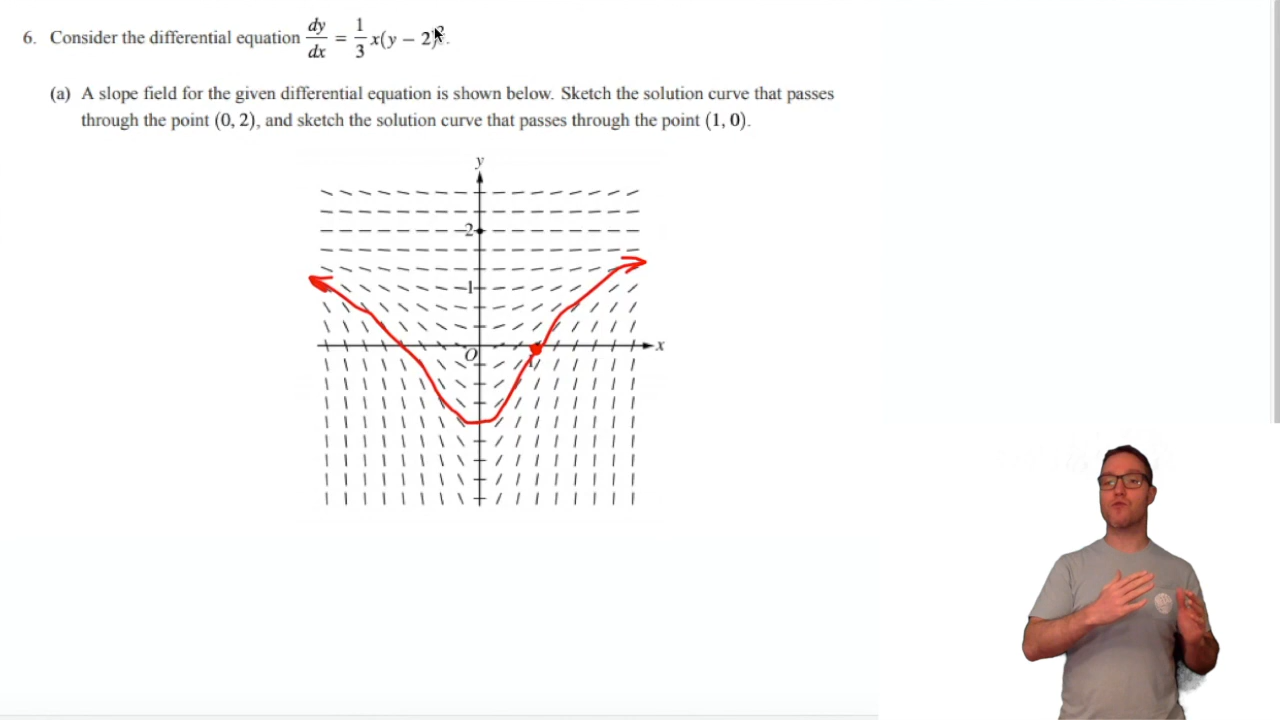 6. Consider the differential equation dy/dx = 1/3 x(y – 2)².
(a) A slope field for the given differential equation is shown below. Sketch the solution curve that passes
through the point (0, 2), and sketch the solution curve that passes through the point (1, 0).
y
2
1
O
1
x